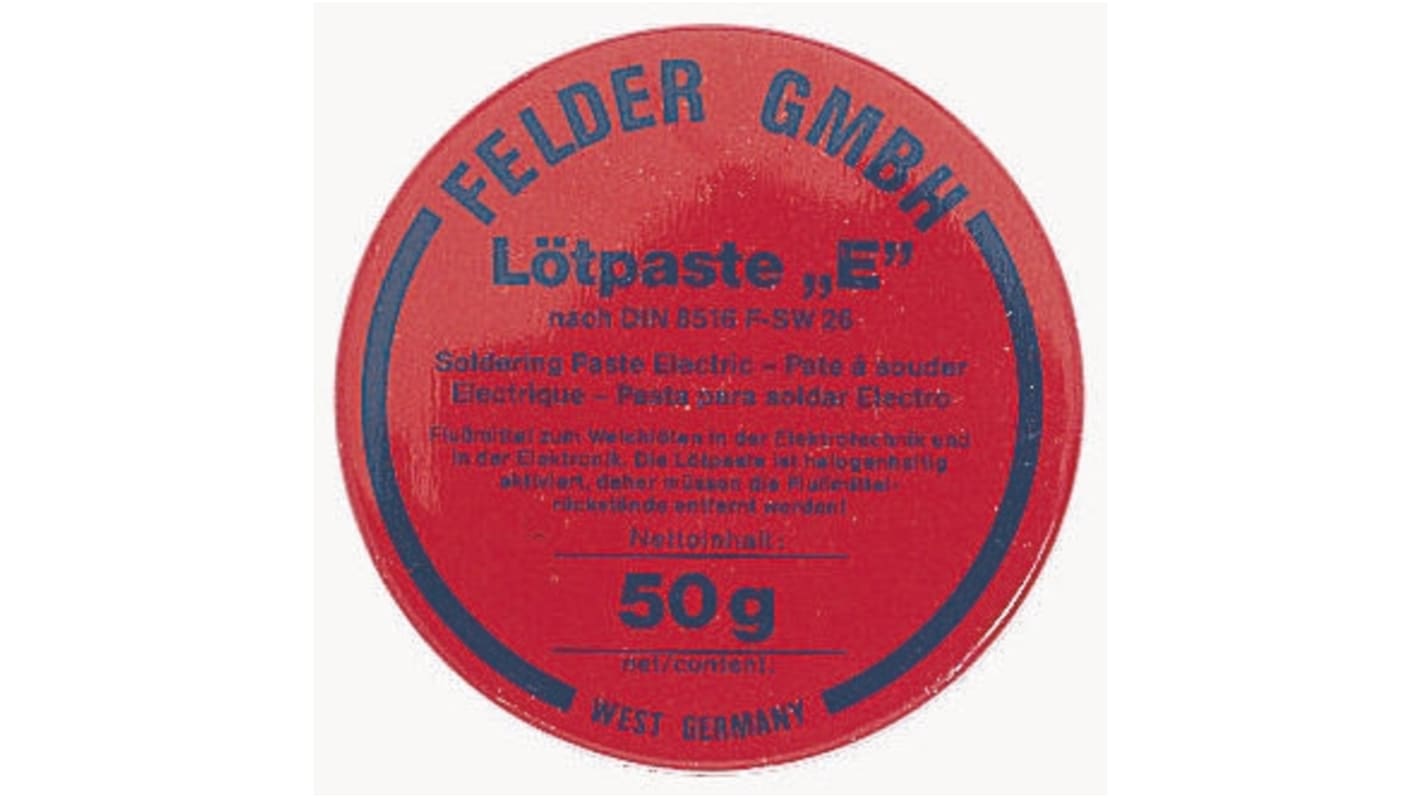 FELDER GMBH
Lötpaste „E”
nach DIN 8516 F-SW 26
Soldering Paste Electric – Pate à souder
Electrique – Pasta para soldar Electro
Flußmittel zum Weichlöten in der Elektrotechnik und
in der Elektronik. Die Lötpaste ist halogenhaltig
aktiviert, daher müssen die Flußmittel-
rückstände entfernt werden!
Nettoinhalt:
50 g
net/content:
WEST GERMANY